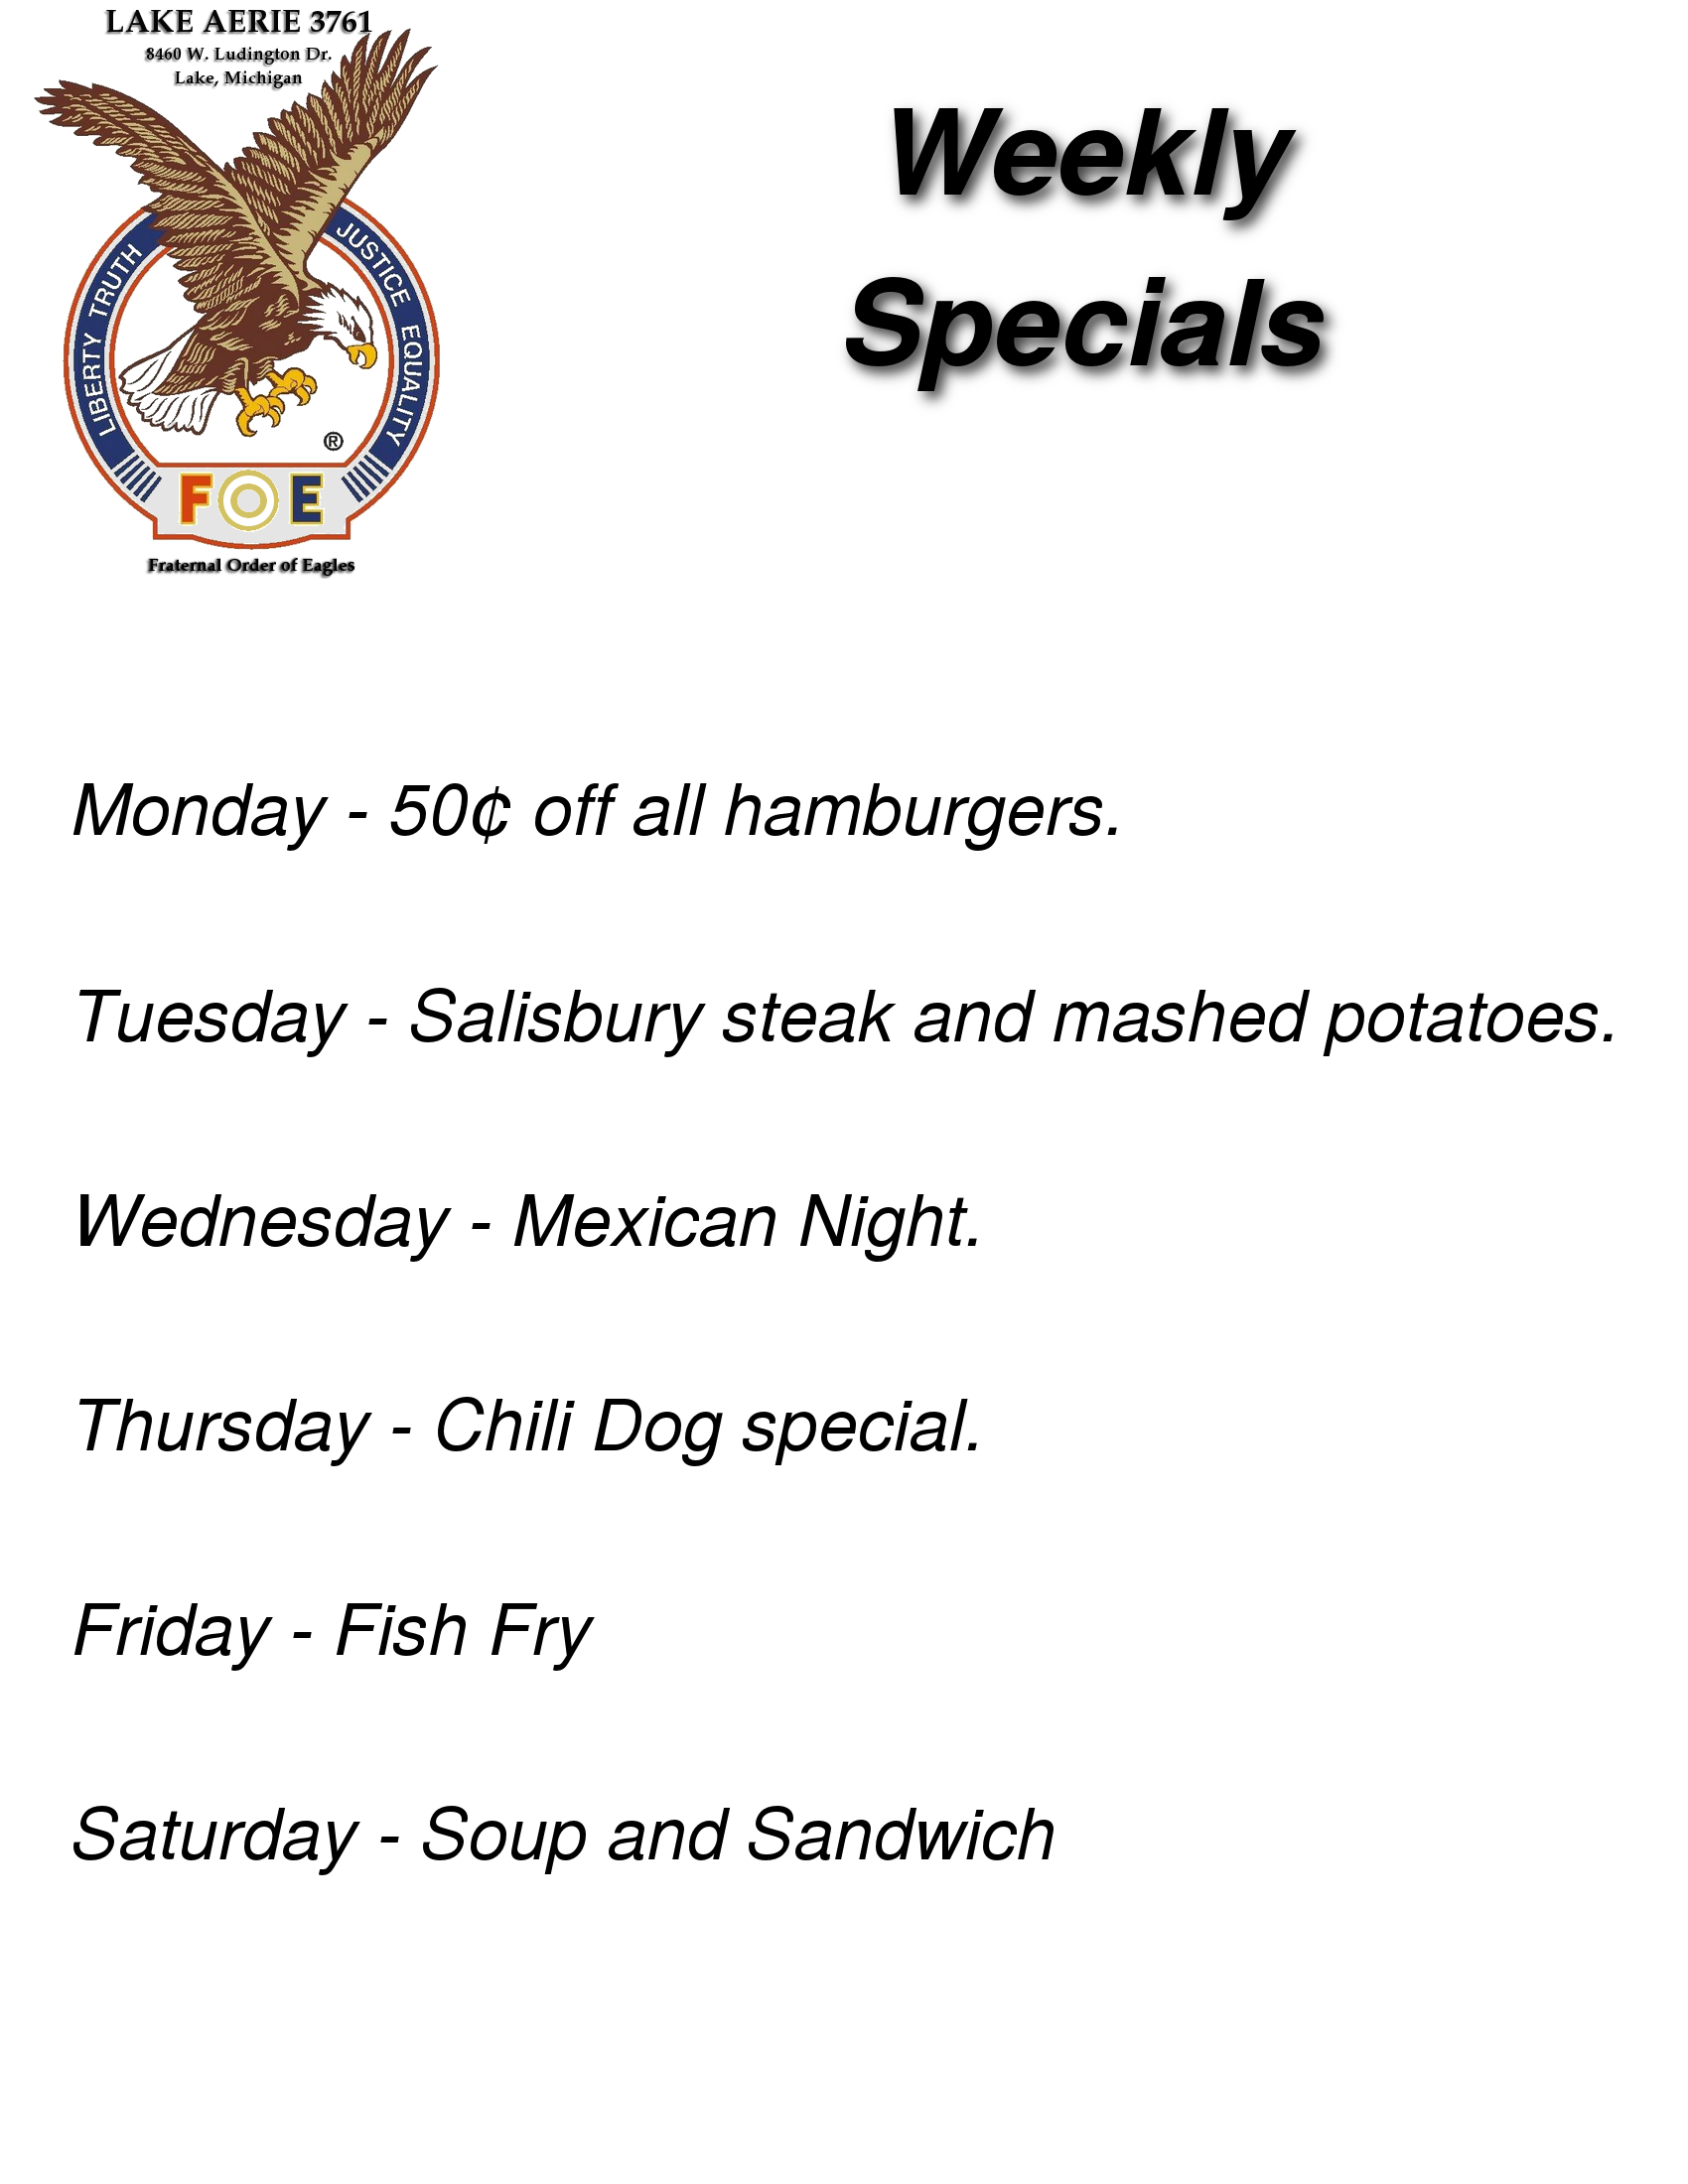 LAKE AERIE 3761
8460 W. Ludington Dr.
Lake, Michigan
LIBERTY TRUTH JUSTICE EQUALITY
®
FOE
Fraternal Order of Eagles
Weekly
Specials
Monday - 50¢ off all hamburgers.
Tuesday - Salisbury steak and mashed potatoes.
Wednesday - Mexican Night.
Thursday - Chili Dog special.
Friday - Fish Fry
Saturday - Soup and Sandwich